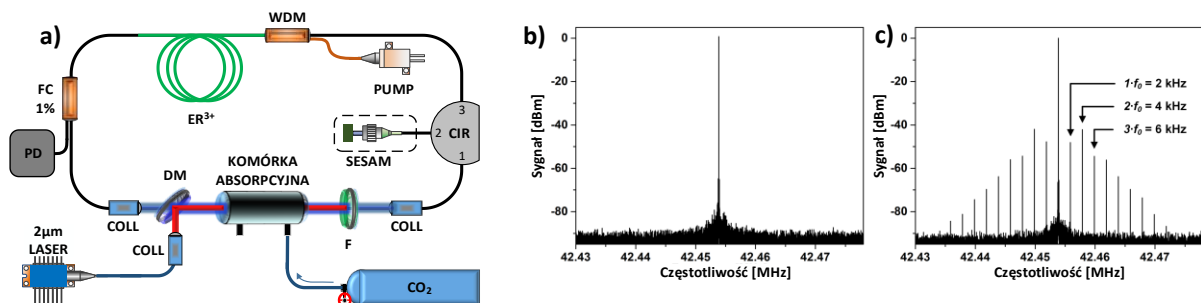 a)
WDM
PUMP
FC
1%
ER3+
PD
3
2
CIR
1
SESAM
DM
KOMÓRKA
ABSORPCYJNA
COLL
COLL
F
COLL
2μm
LASER
CO2
b)
0
-20
-40
-60
-80
Sygnał [dBm]
42.43 42.44 42.45 42.46 42.47
Częstotliwość [MHz]
c)
0
-20
-40
-60
-80
Sygnał [dBm]
1·f0 = 2 kHz
2·f0 = 4 kHz
3·f0 = 6 kHz
42.43 42.44 42.45 42.46 42.47
Częstotliwość [MHz]